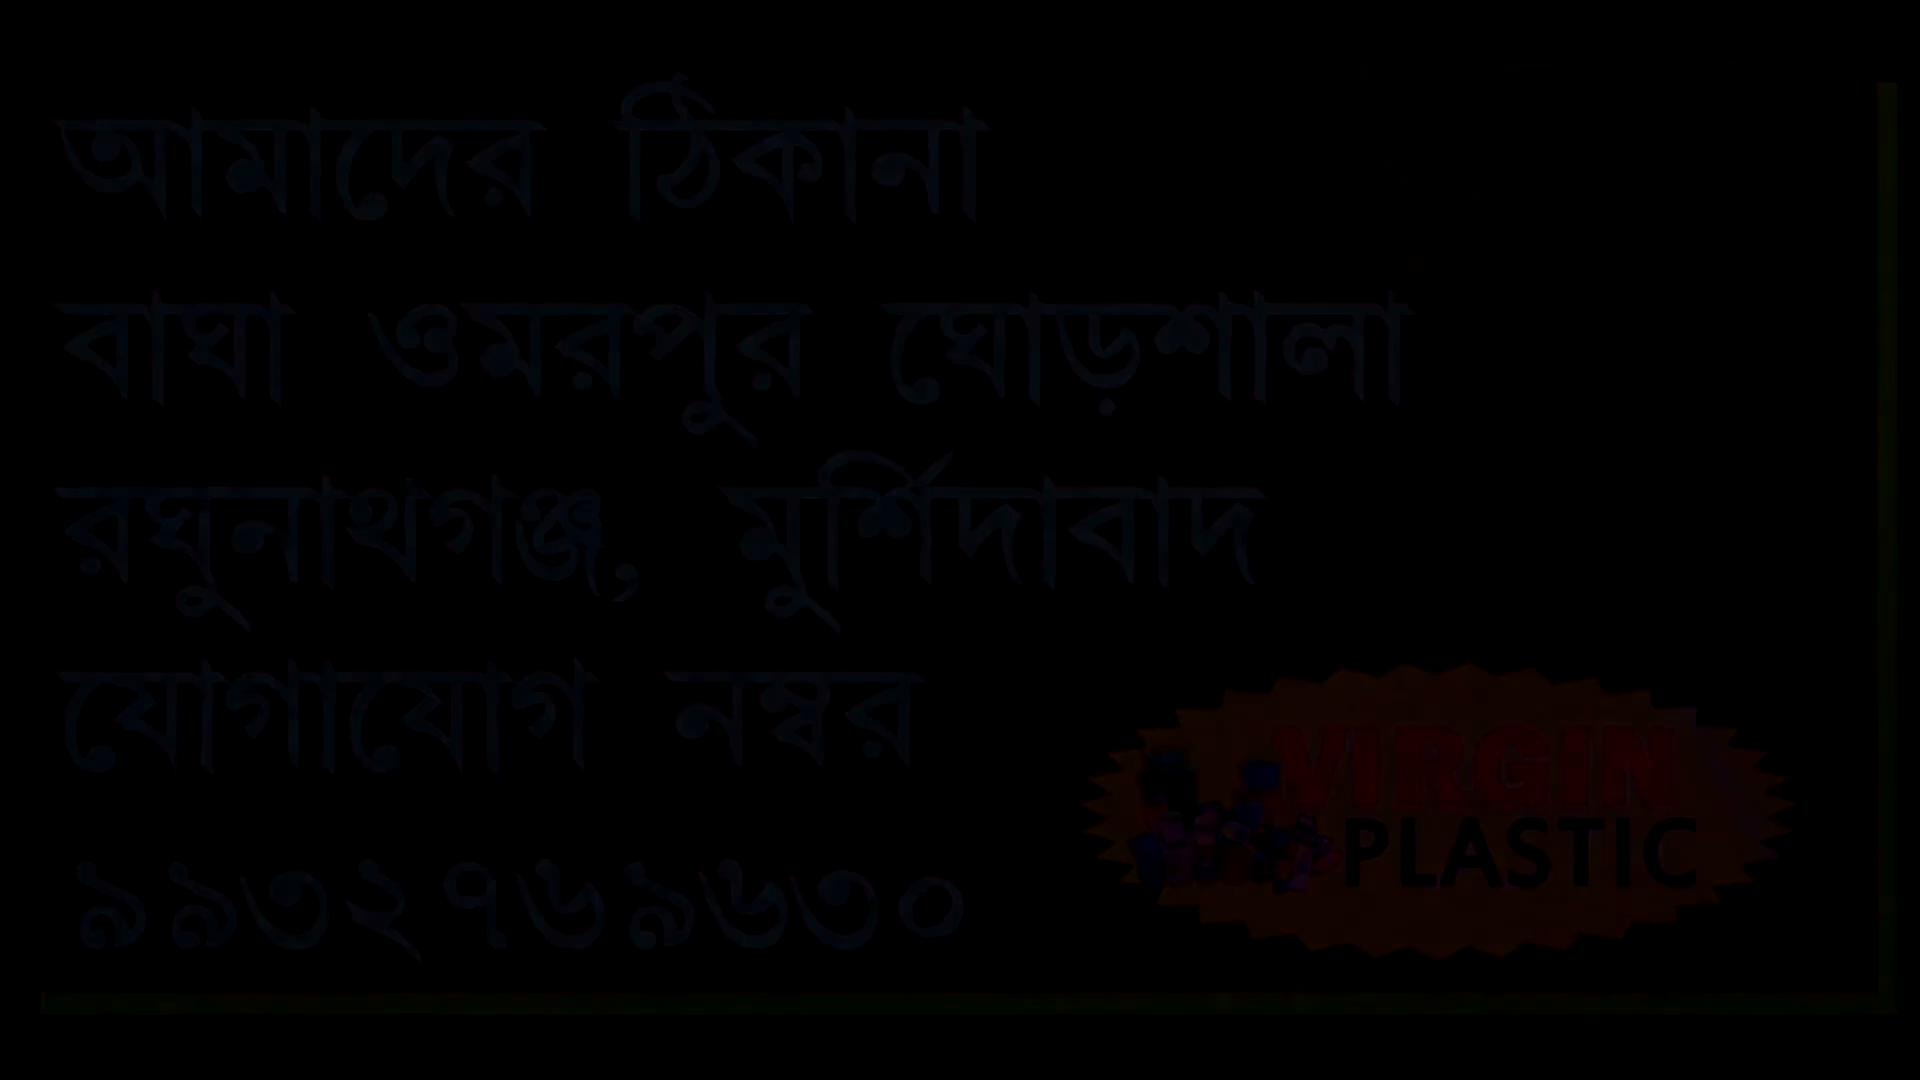 আমাদের ঠিকানা
বাঘা ওমরপুর ঘোড়শালা
রঘুনাথগঞ্জ, মুর্শিদাবাদ
যোগাযোগ নম্বর
৯৯৩২৭৬৯৬৩০
VIRGIN
PLASTIC